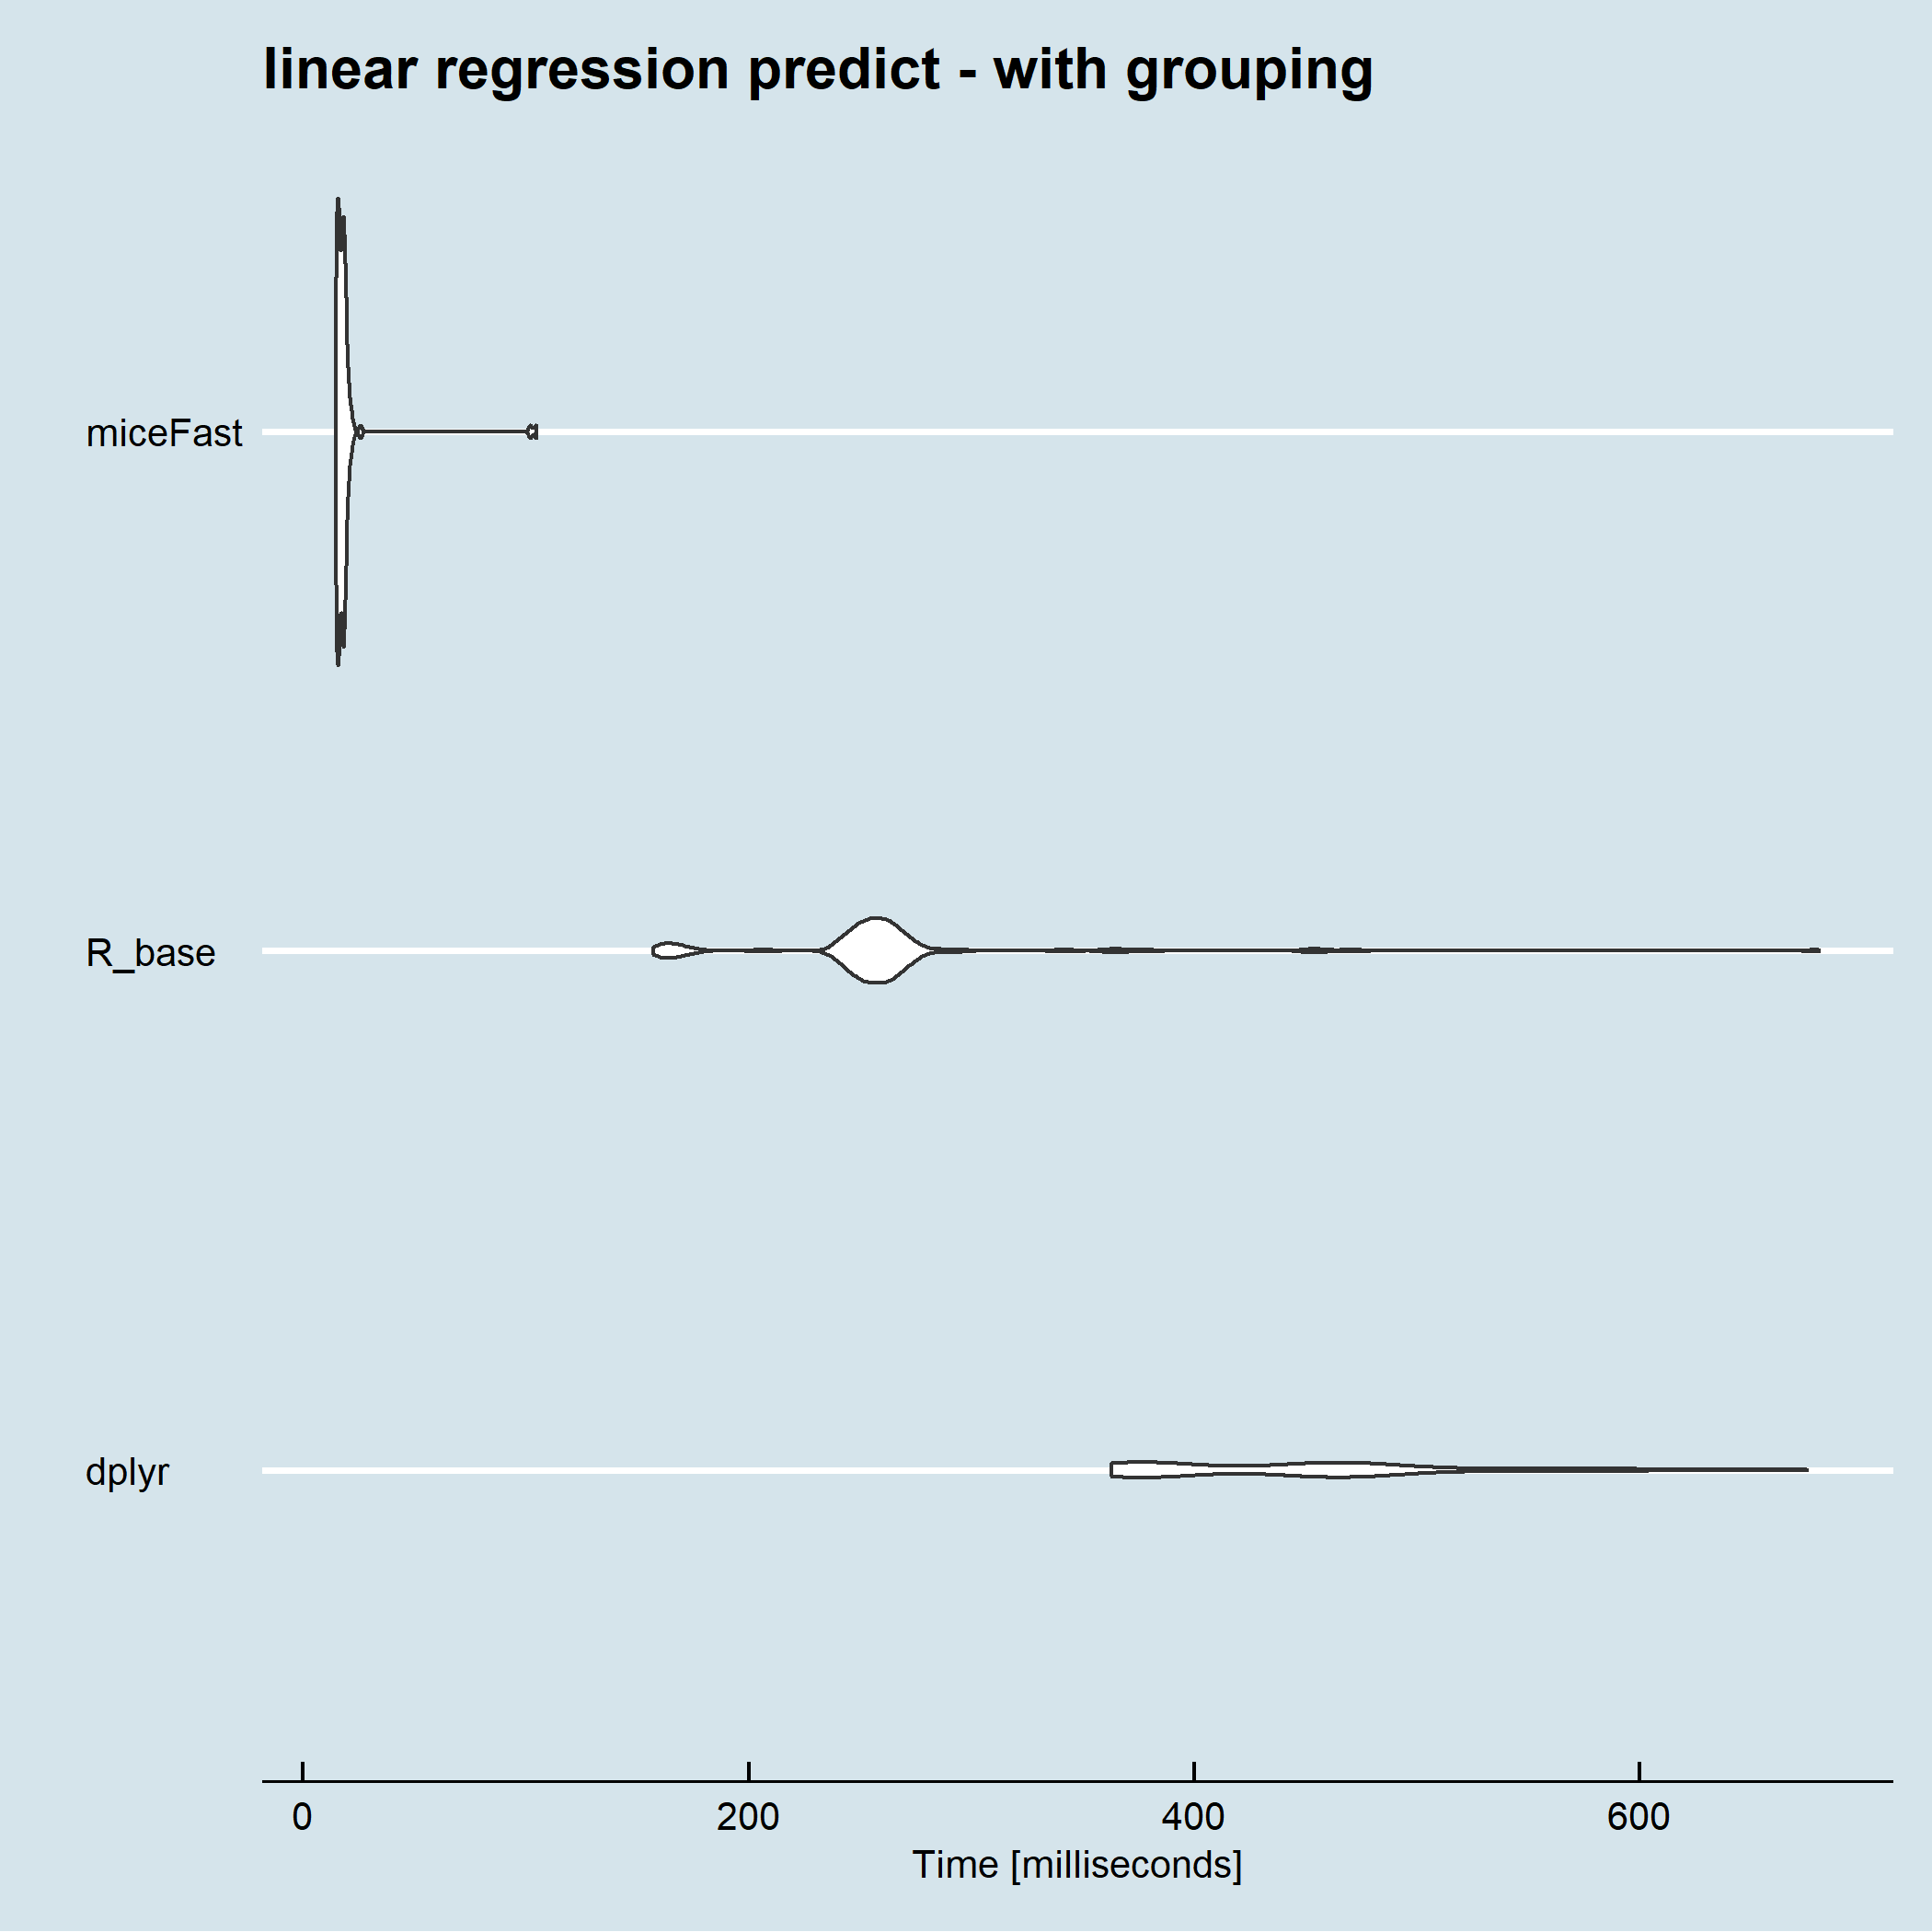 linear regression predict - with grouping
miceFast
R_base
dplyr
0 200 400 600
Time [milliseconds]